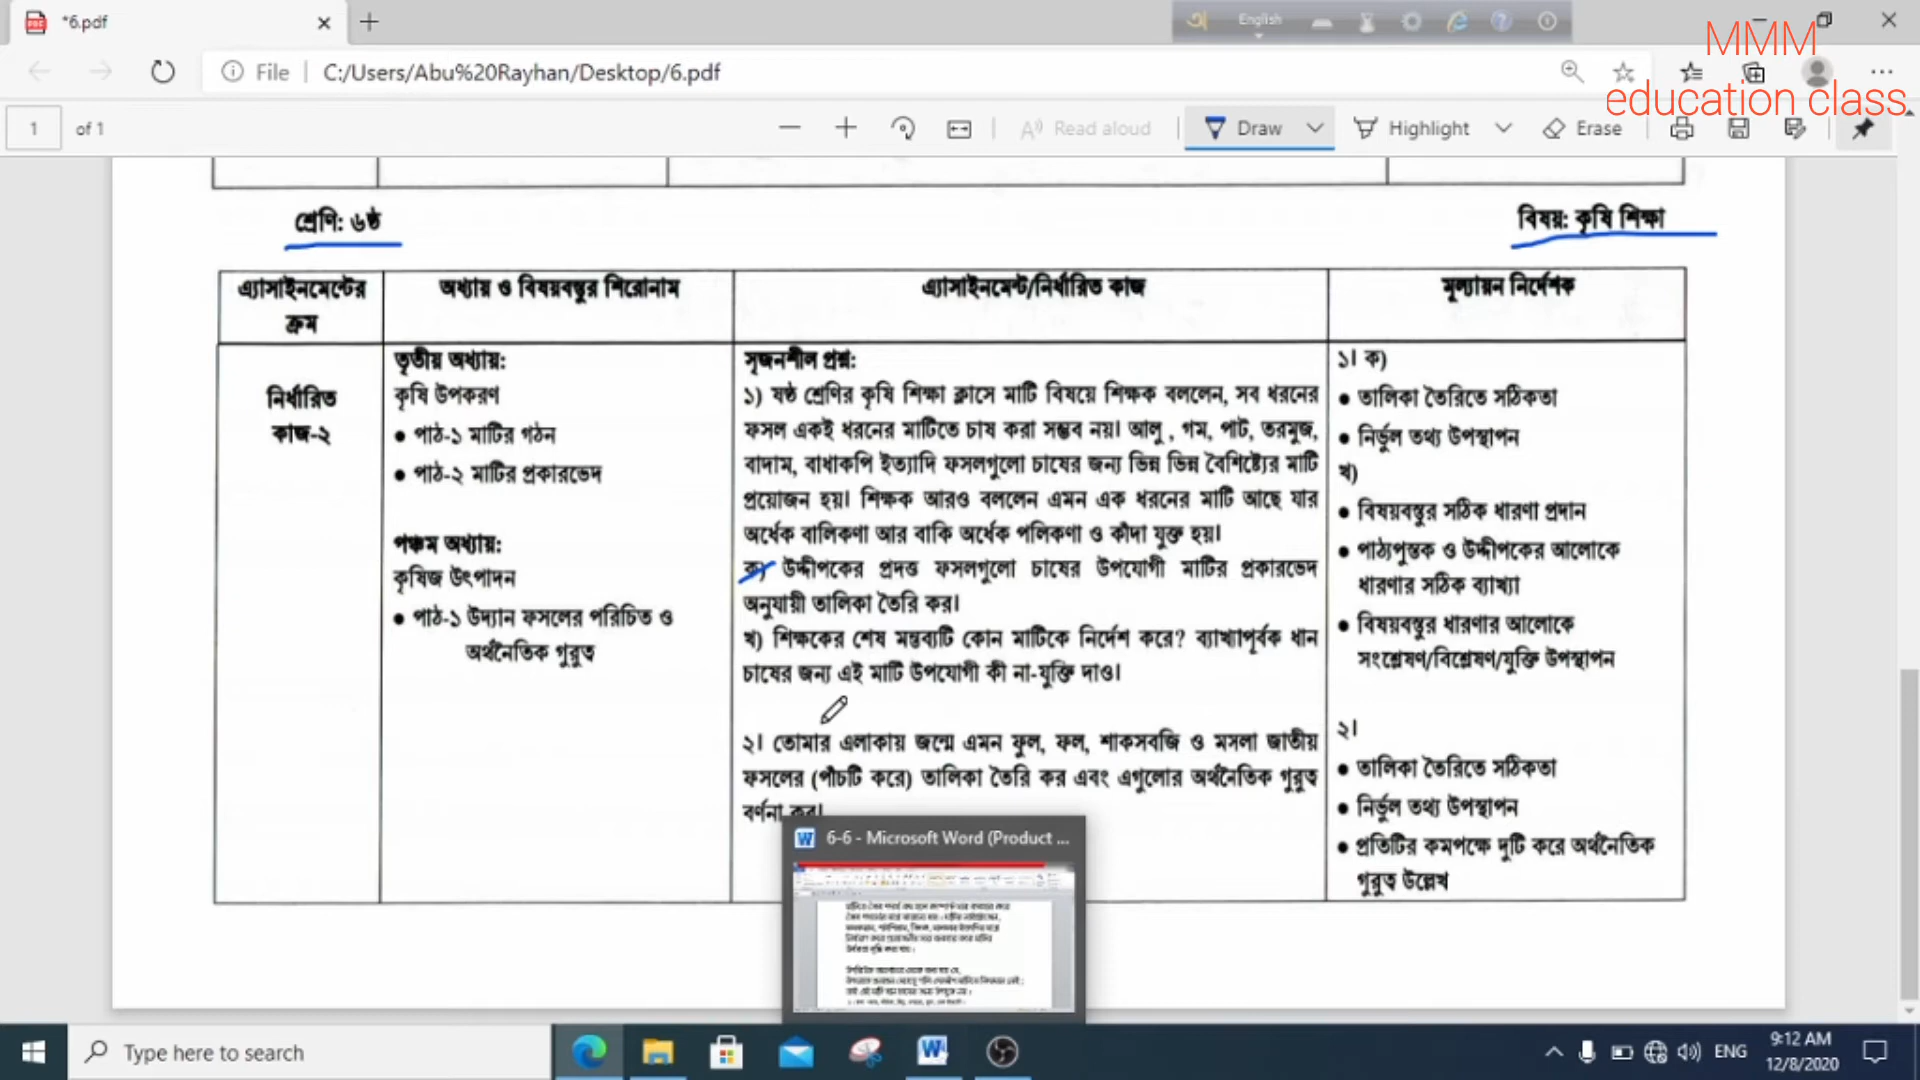 *6.pdf
English
MMM
education class
File
C:/Users/Abu%20Rayhan/Desktop/6.pdf
1
of 1
Read aloud
Draw
Highlight
Erase
শ্রেণি: ৬ষ্ঠ
বিষয়: কৃষি শিক্ষা
এ্যাসাইনমেন্টের
ক্রম
অধ্যায় ও বিষয়বস্তুর শিরোনাম
এ্যাসাইনমেন্ট/নির্ধারিত কাজ
মূল্যায়ন নির্দেশক
নির্ধারিত
কাজ-২
তৃতীয় অধ্যায়:
কৃষি উপকরণ
• পাঠ-১ মাটির গঠন
• পাঠ-২ মাটির প্রকারভেদ
পঞ্চম অধ্যায়:
কৃষিজ উৎপাদন
• পাঠ-১ উদ্যান ফসলের পরিচিত ও
অর্থনৈতিক গুরুত্ব
সৃজনশীল প্রশ্ন:
১) ষষ্ঠ শ্রেণির কৃষি শিক্ষা ক্লাসে মাটি বিষয়ে শিক্ষক বললেন, সব ধরনের
ফসল একই ধরনের মাটিতে চাষ করা সম্ভব নয়। আলু , গম, পাট, তরমুজ,
বাদাম, বাধাকপি ইত্যাদি ফসলগুলো চাষের জন্য ভিন্ন ভিন্ন বৈশিষ্ট্যের মাটি
প্রয়োজন হয়। শিক্ষক আরও বললেন এমন এক ধরনের মাটি আছে যার
অর্ধেক বালিকণা আর বাকি অর্ধেক পলিকণা ও কাঁদা যুক্ত হয়।
ক) উদ্দীপকের প্রদত্ত ফসলগুলো চাষের উপযোগী মাটির প্রকারভেদ
অনুযায়ী তালিকা তৈরি কর।
খ) শিক্ষকের শেষ মন্তব্যটি কোন মাটিকে নির্দেশ করে? ব্যাখ্যাপূর্বক ধান
চাষের জন্য এই মাটি উপযোগী কী না-যুক্তি দাও।
২। তোমার এলাকায় জন্মে এমন ফুল, ফল, শাকসবজি ও মসলা জাতীয়
ফসলের (পাঁচটি করে) তালিকা তৈরি কর এবং এগুলোর অর্থনৈতিক গুরুত্ব
বর্ণনা কর।
১। ক)
• তালিকা তৈরিতে সঠিকতা
• নির্ভুল তথ্য উপস্থাপন
খ)
• বিষয়বস্তুর সঠিক ধারণা প্রদান
• পাঠ্যপুস্তক ও উদ্দীপকের আলোকে
ধারণার সঠিক ব্যাখ্যা
• বিষয়বস্তুর ধারণার আলোকে
সংশ্লেষণ/বিশ্লেষণ/যুক্তি উপস্থাপন
২।
• তালিকা তৈরিতে সঠিকতা
• নির্ভুল তথ্য উপস্থাপন
• প্রতিটির কমপক্ষে দুটি করে অর্থনৈতিক
গুরুত্ব উল্লেখ
6-6 - Microsoft Word (Product ...
Type here to search
ENG
9:12 AM
12/8/2020